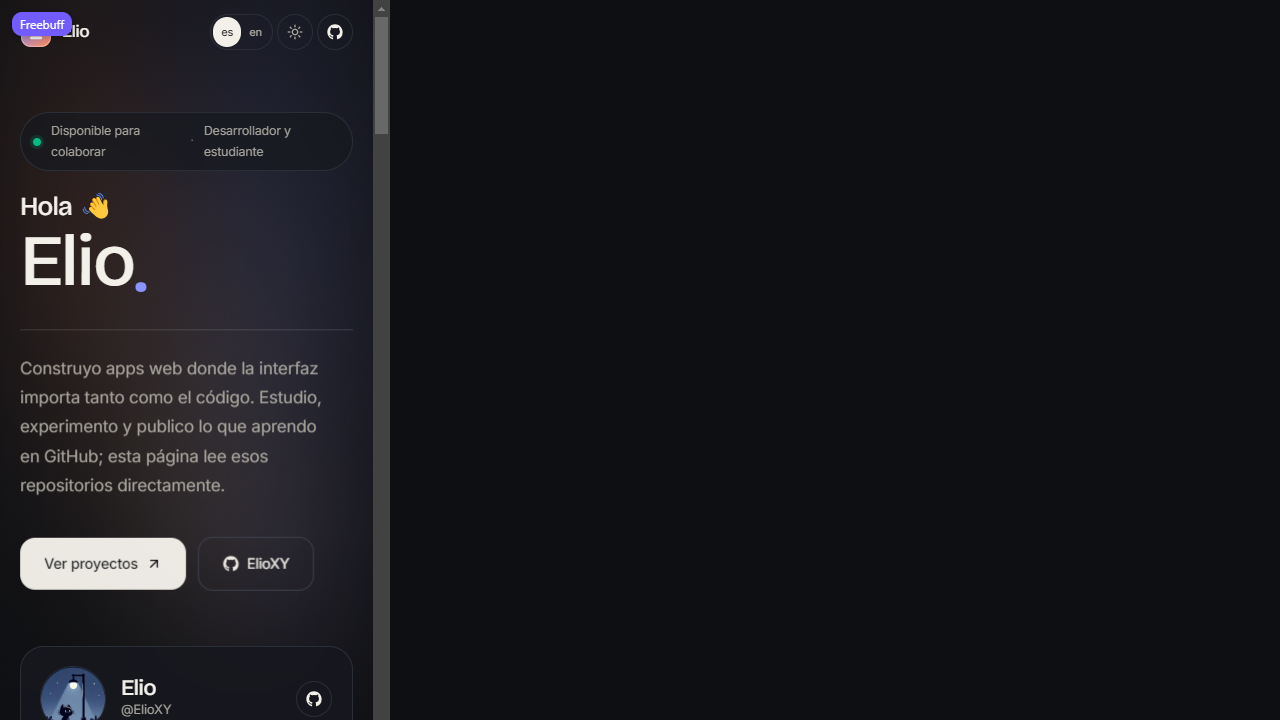 Freebuff
Elio
es en
Disponible para
colaborar
·
Desarrollador y
estudiante
Hola 👋
Elio.
Construyo apps web donde la interfaz
importa tanto como el código. Estudio,
experimento y publico lo que aprendo
en GitHub; esta página lee esos
repositorios directamente.
Ver proyectos
ElioXY
Elio
@ElioXY